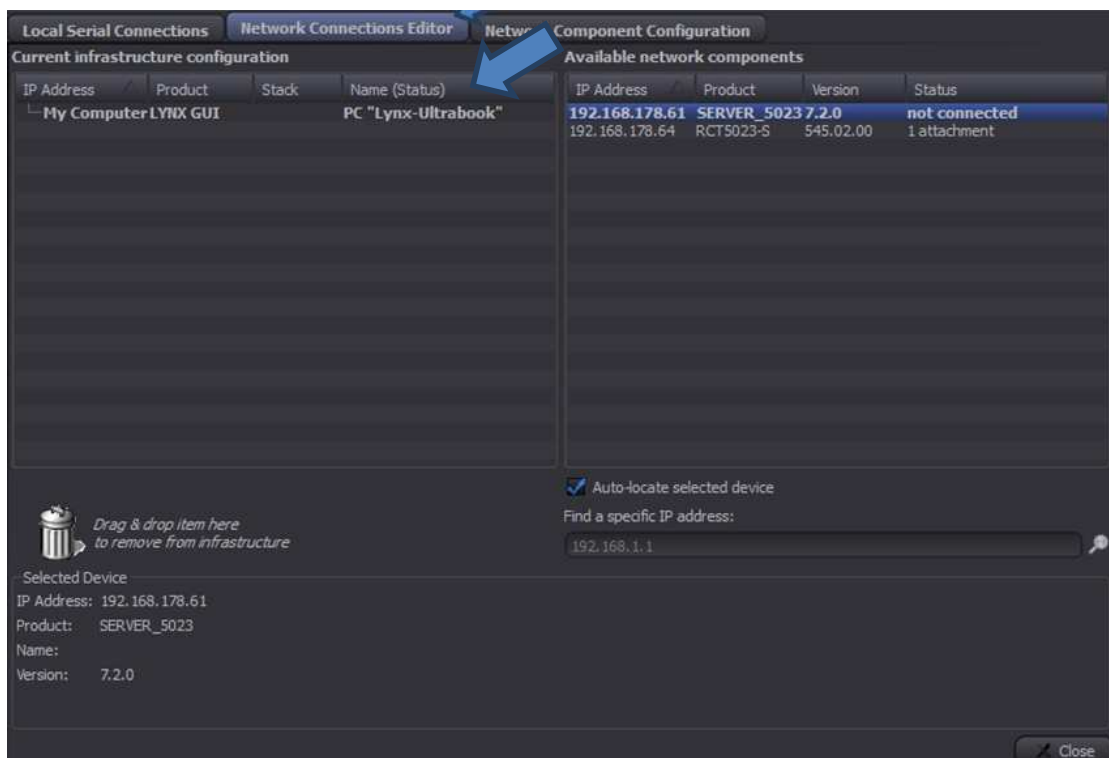 Local Serial Connections Network Connections Editor Component Configuration
Current infrastructure configuration
IP Address Product Stack Name (Status)
My Computer LYNX GUI PC "Lynx-Ultrabook"
Available network components
IP Address Product Version Status
192.168.178.61 SERVER_5023 7.2.0 not connected
192.168.178.64 RCT5023-S 545.02.00 1 attachment
Auto-locate selected device
Find a specific IP address:
192.168.1.1
Drag & drop item here
to remove from infrastructure
Selected Device
IP Address: 192.168.178.61
Product: SERVER_5023
Name:
Version: 7.2.0
Close